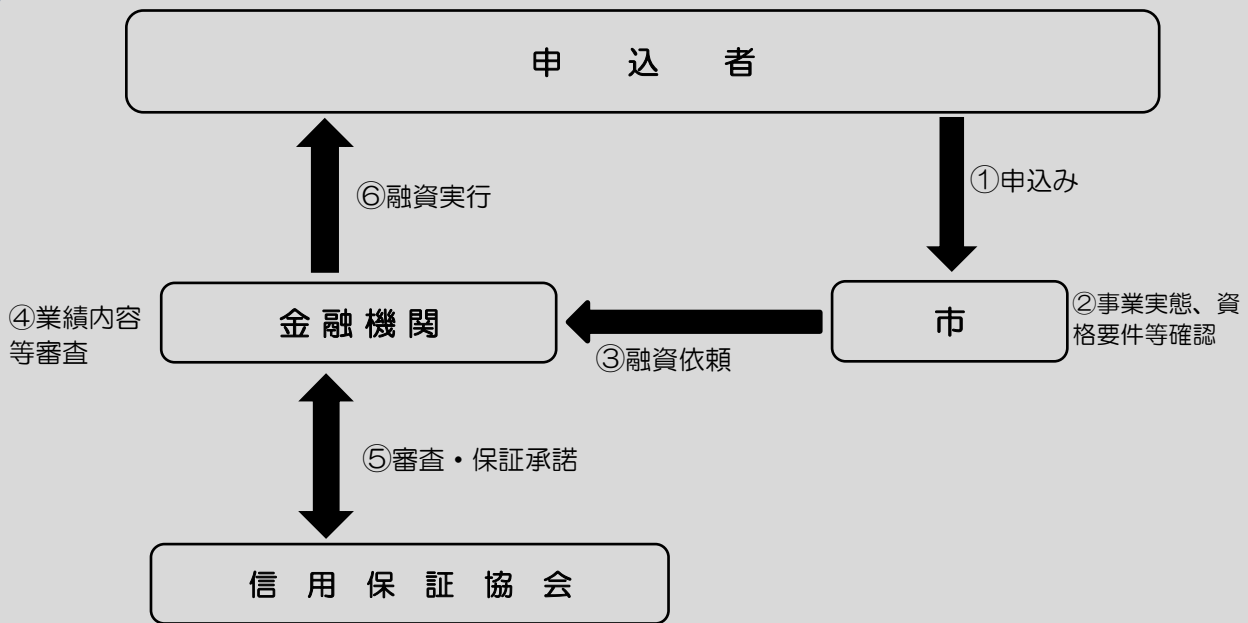 申込者
⑥融資実行
①申込み
④業績内容
等審査
金融機関
③融資依頼
市
②事業実態、資
格要件等確認
⑤審査・保証承諾
信用保証協会